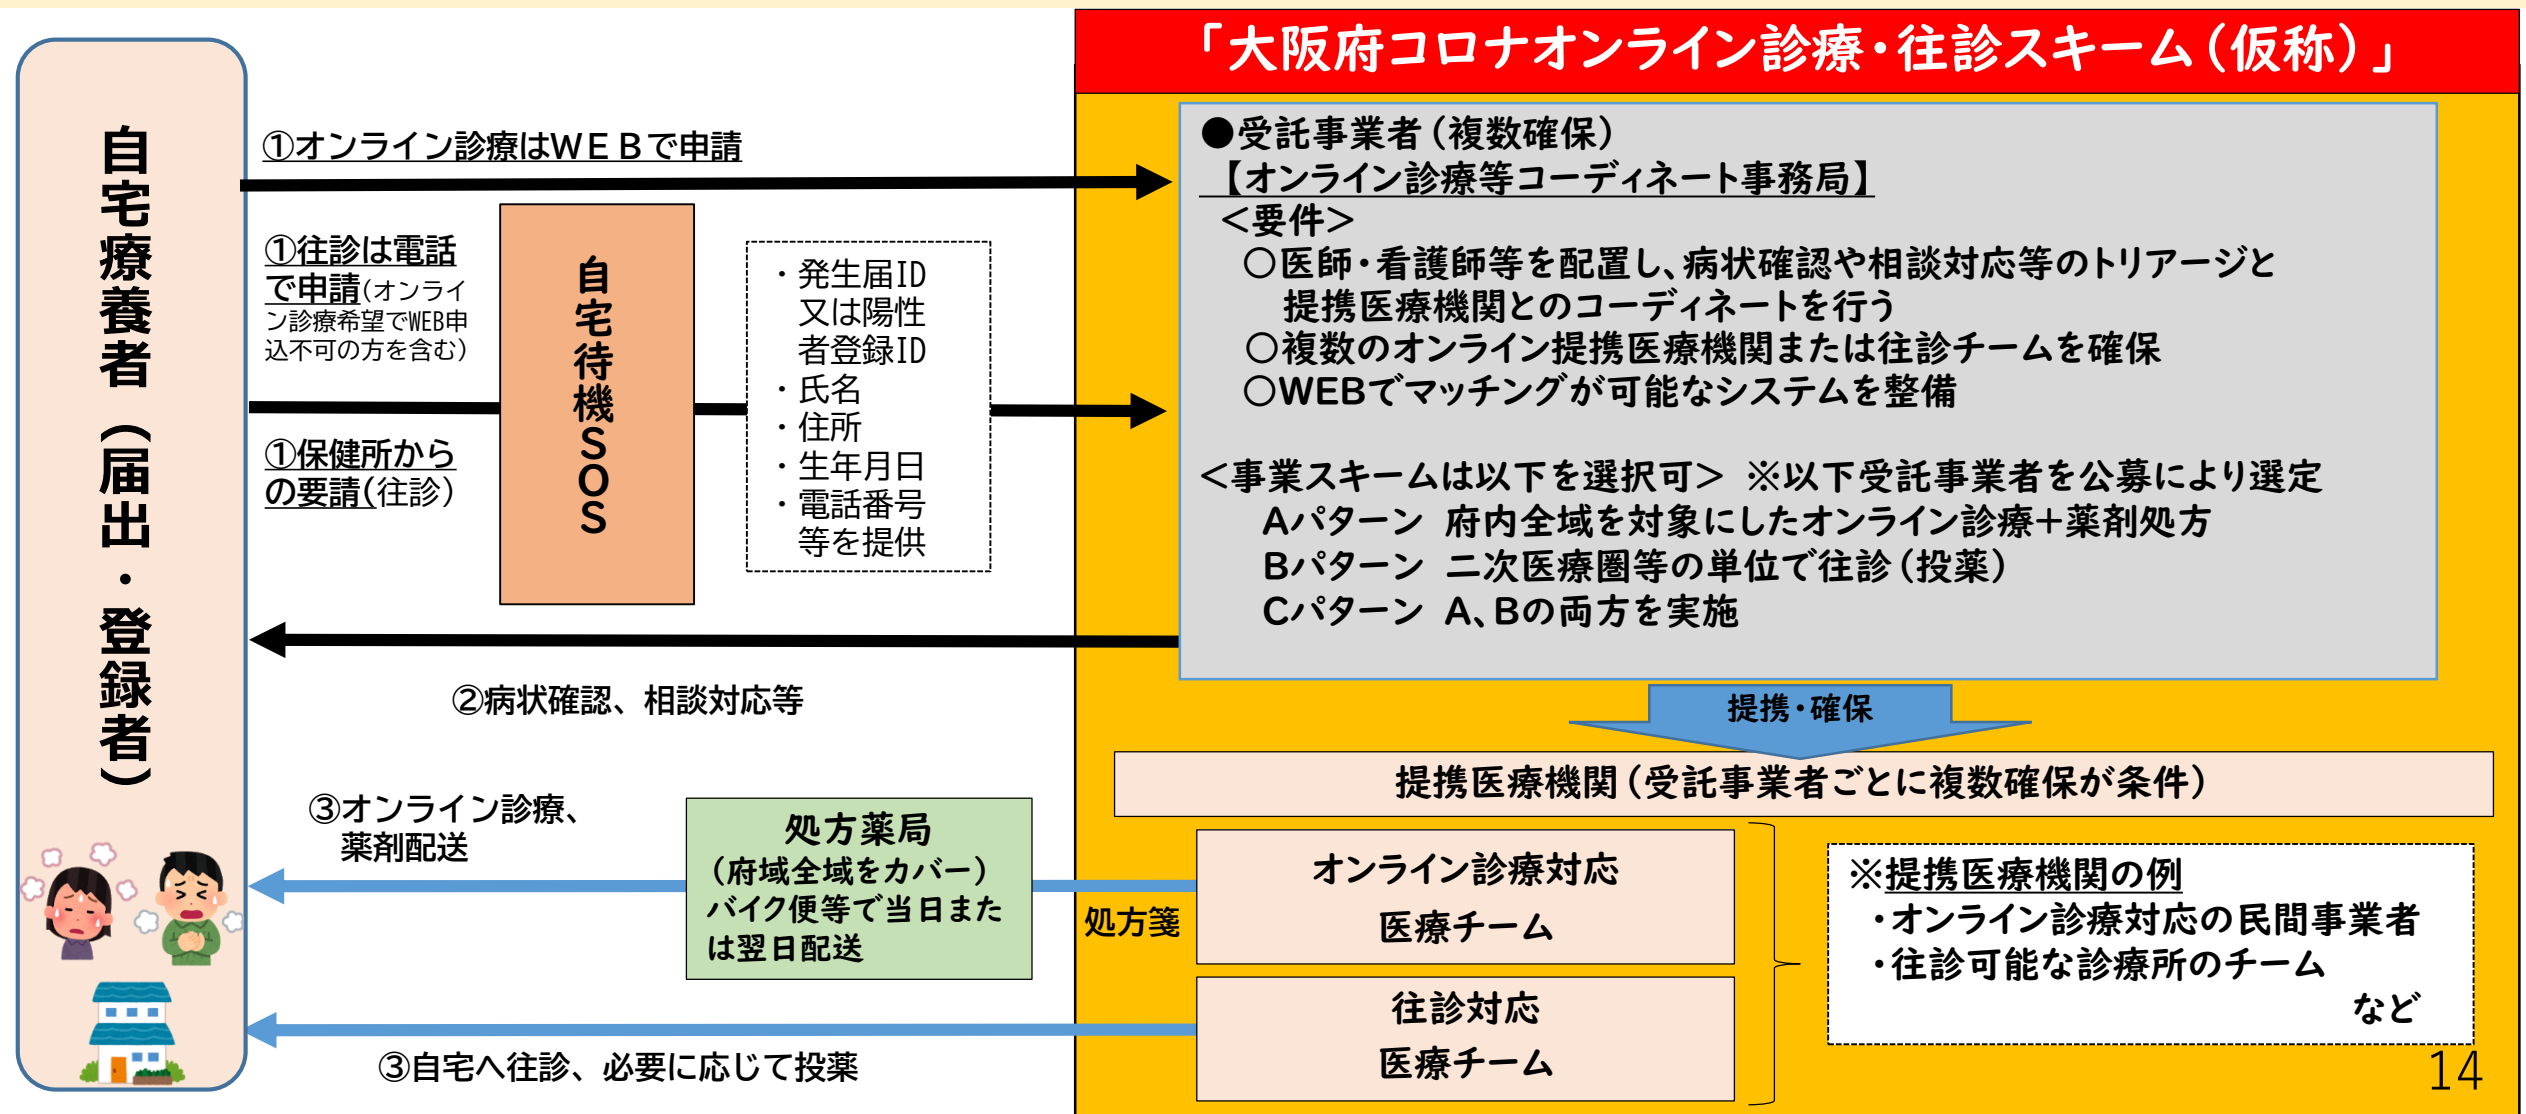 「大阪府コロナオンライン診療・往診スキーム（仮称）」
自宅療養者（届出・登録者）
①オンライン診療はＷＥＢで申請
①往診は電話
で申請(オンライ
ン診療希望でWEB申
込不可の方を含む)
①保健所から
の要請(往診)
自宅待機ＳＯＳ
・発生届ID
又は陽性
者登録ID
・氏名
・住所
・生年月日
・電話番号
等を提供
●受託事業者（複数確保）
【オンライン診療等コーディネート事務局】
＜要件＞
○医師・看護師等を配置し、病状確認や相談対応等のトリアージと
提携医療機関とのコーディネートを行う
○複数のオンライン提携医療機関または往診チームを確保
○WEBでマッチングが可能なシステムを整備
＜事業スキームは以下を選択可＞ ※以下受託事業者を公募により選定
Aパターン 府内全域を対象にしたオンライン診療＋薬剤処方
Bパターン 二次医療圏等の単位で往診（投薬）
Cパターン A、Bの両方を実施
②病状確認、相談対応等
提携・確保
提携医療機関（受託事業者ごとに複数確保が条件）
③オンライン診療、
薬剤配送
処方薬局
（府域全域をカバー）
バイク便等で当日また
は翌日配送
処方箋
オンライン診療対応
医療チーム
※提携医療機関の例
・オンライン診療対応の民間事業者
・往診可能な診療所のチーム
など
往診対応
医療チーム
③自宅へ往診、必要に応じて投薬
14